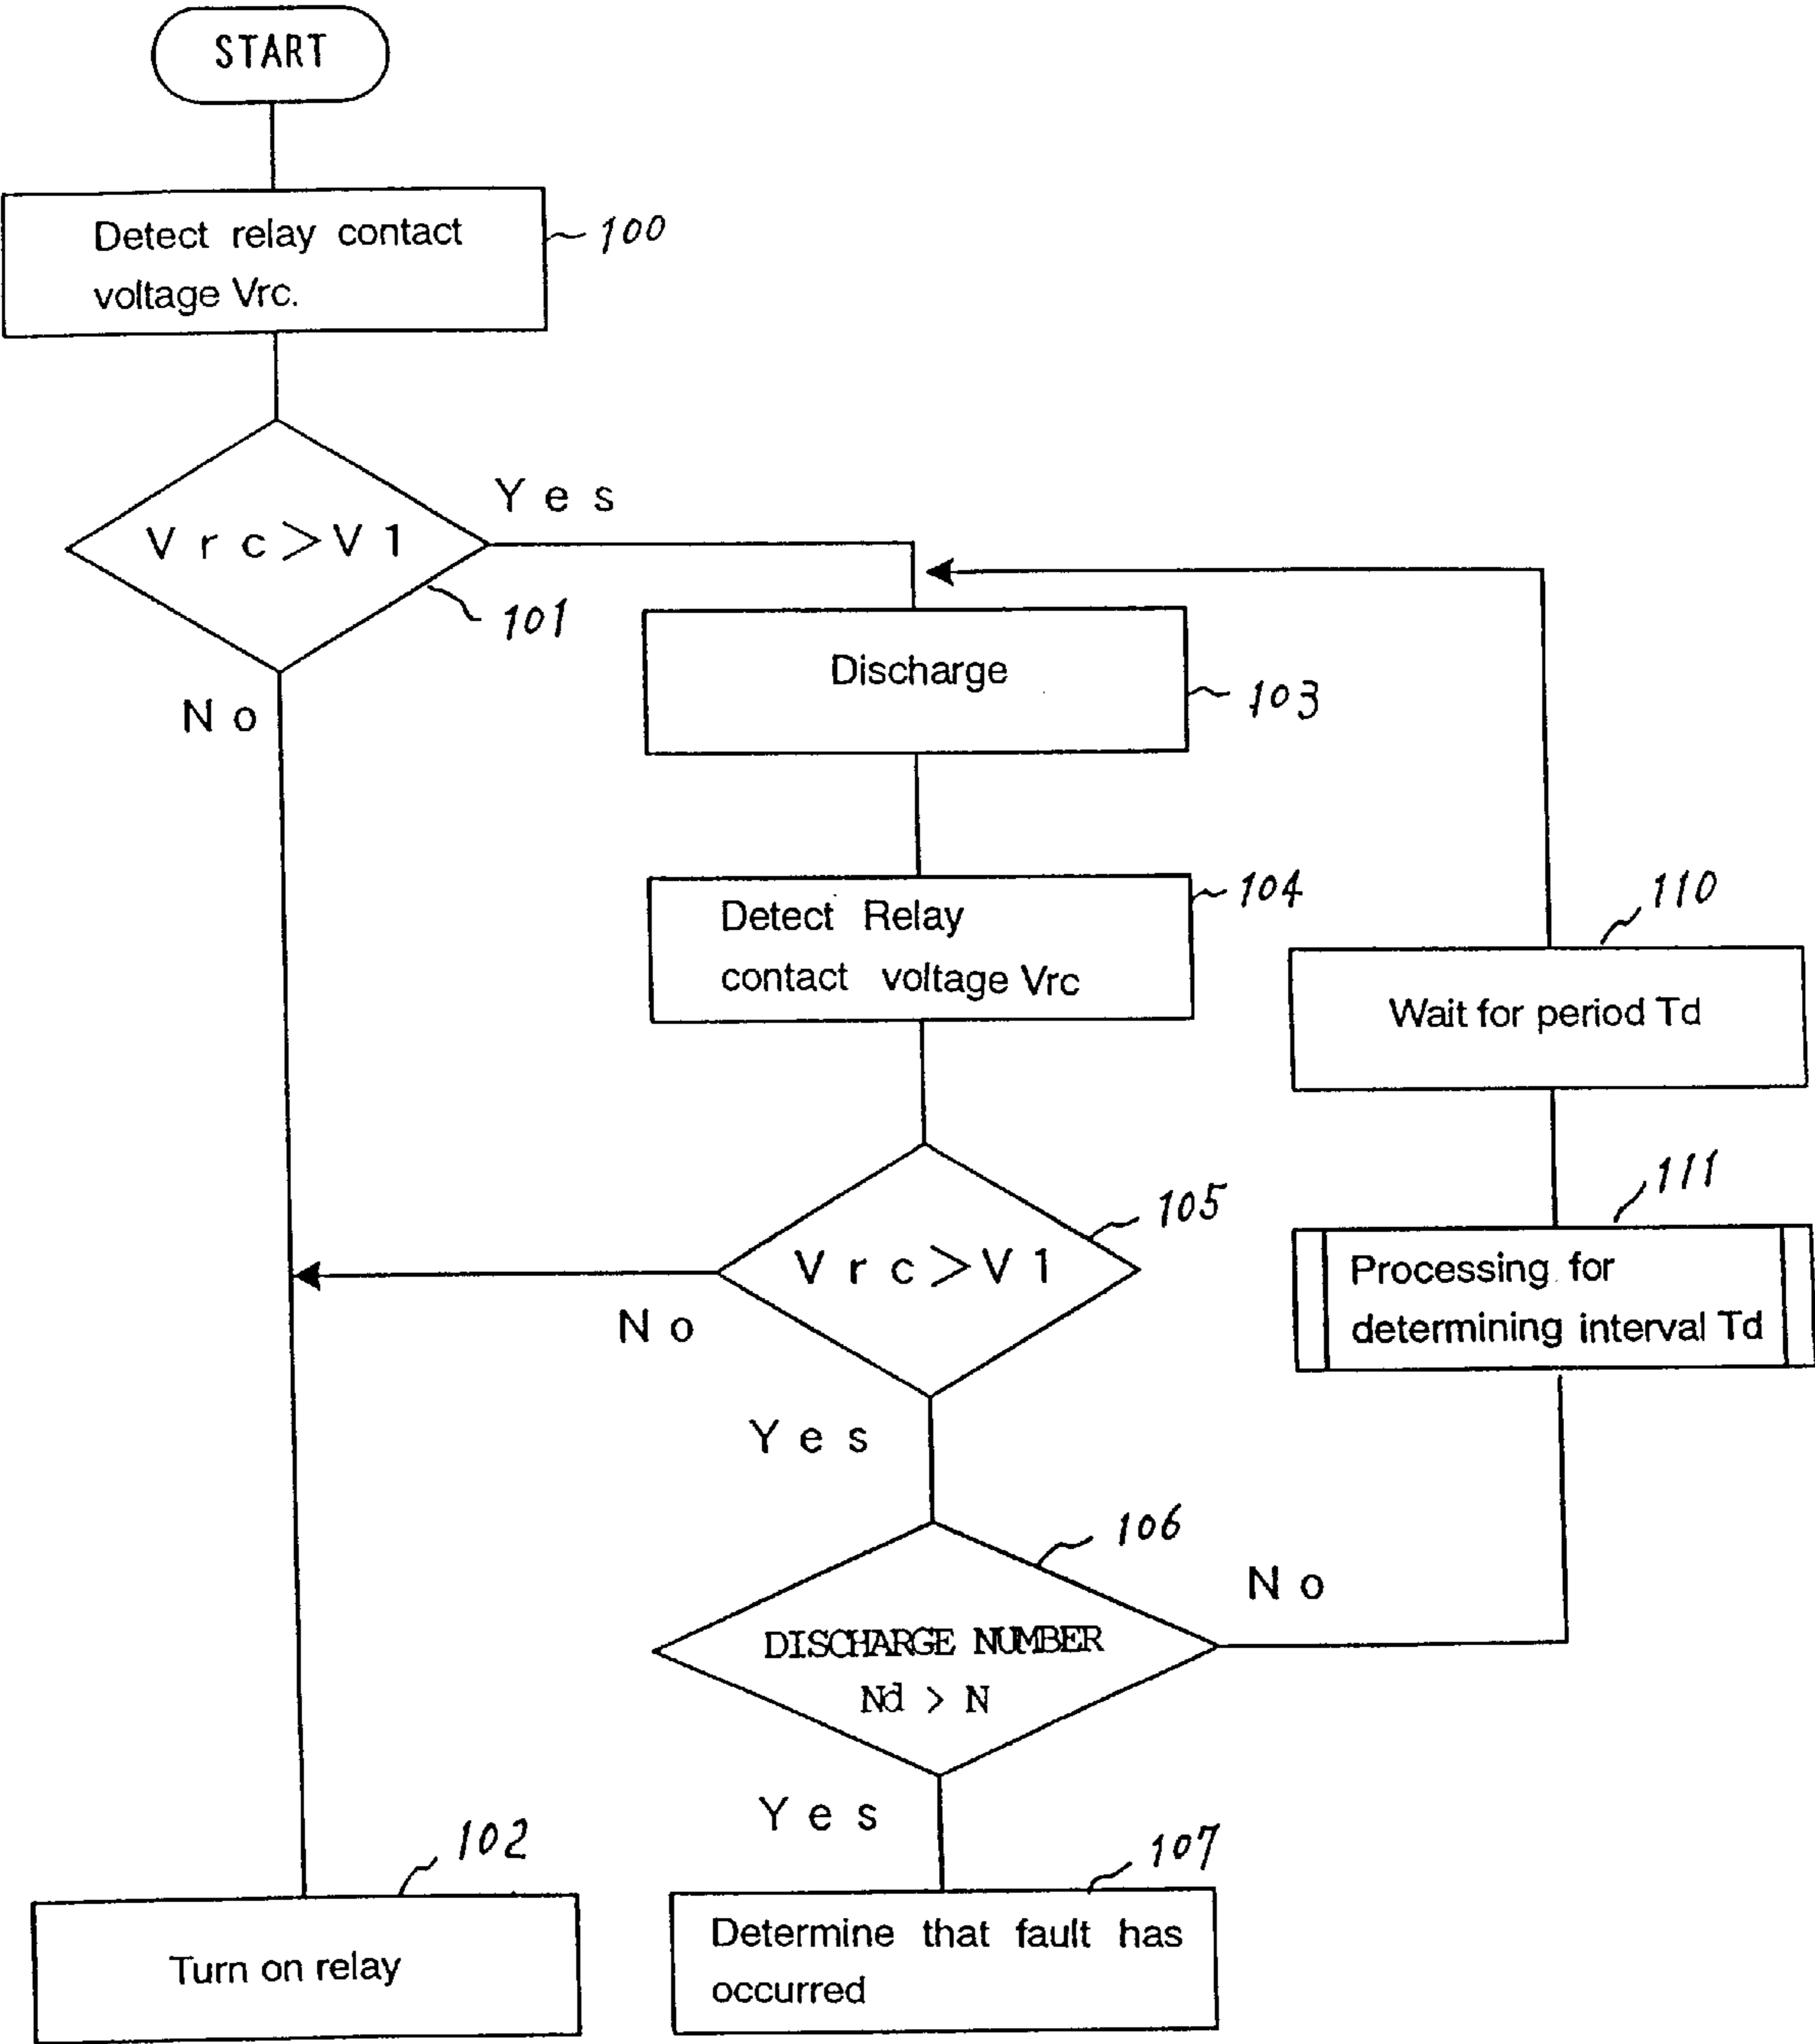 START
Detect relay contact
voltage Vrc.
100
Vrc>V1
Yes
101
No
Discharge
103
Detect Relay
contact voltage Vrc
104
110
Wait for period Td
111
Processing for
determining interval Td
105
Vrc>V1
No
Yes
106
No
DISCHARGE NUMBER
Nd > N
Yes
102
Turn on relay
107
Determine that fault has
occurred